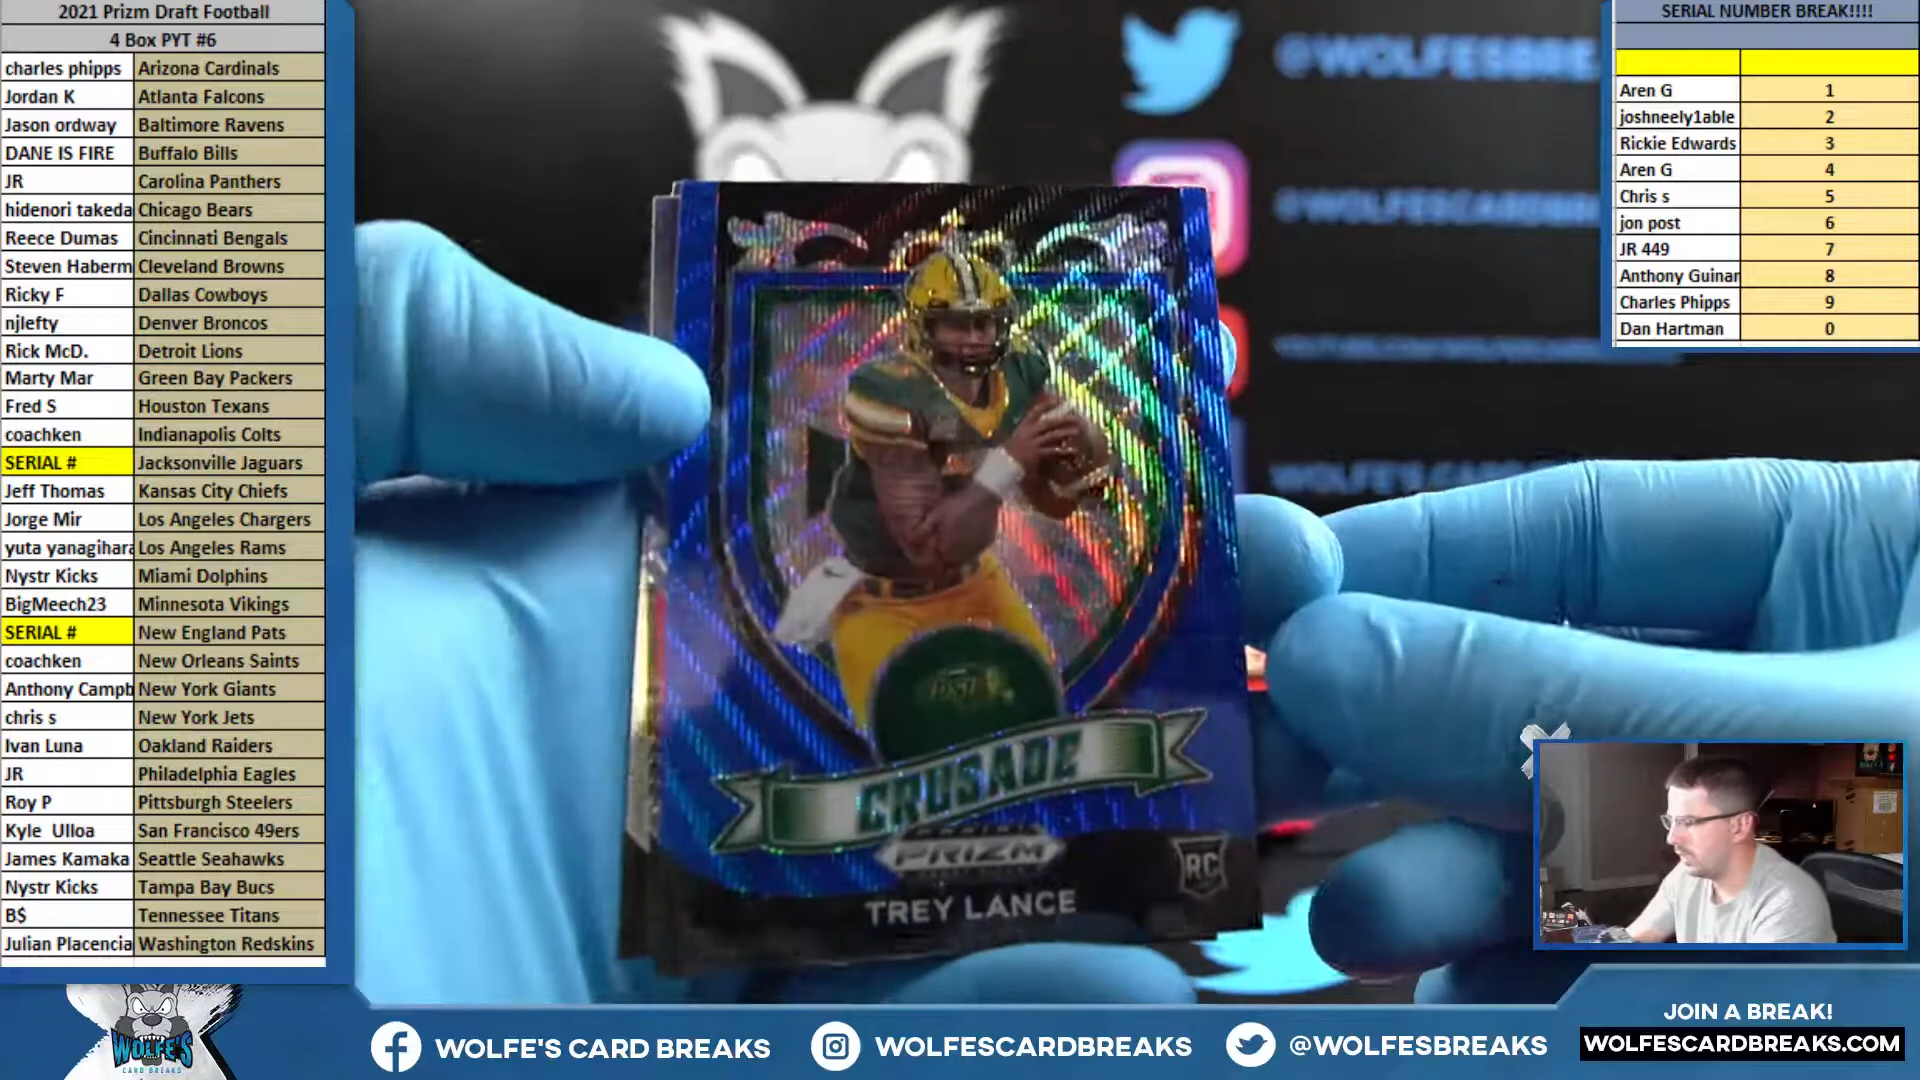 2021 Prizm Draft Football
4 Box PYT #6
charles phipps Arizona Cardinals
Jordan K Atlanta Falcons
Jason ordway Baltimore Ravens
DANE IS FIRE Buffalo Bills
JR Carolina Panthers
hidenori takeda Chicago Bears
Reece Dumas Cincinnati Bengals
Steven Haberm Cleveland Browns
Ricky F Dallas Cowboys
njlefty Denver Broncos
Rick McD. Detroit Lions
Marty Mar Green Bay Packers
Fred S Houston Texans
coachken Indianapolis Colts
SERIAL # Jacksonville Jaguars
Jeff Thomas Kansas City Chiefs
Jorge Mir Los Angeles Chargers
yuta yanagihara Los Angeles Rams
Nystr Kicks Miami Dolphins
BigMeech23 Minnesota Vikings
SERIAL # New England Pats
coachken New Orleans Saints
Anthony Campb New York Giants
chris s New York Jets
Ivan Luna Oakland Raiders
JR Philadelphia Eagles
Roy P Pittsburgh Steelers
Kyle Ulloa San Francisco 49ers
James Kamaka Seattle Seahawks
Nystr Kicks Tampa Bay Bucs
B$ Tennessee Titans
Julian Placencia Washington Redskins
@WOLFESBREA
@WOLFESCARDBR
WOLFE'S
CRUSADE
PRIZM
RC
TREY LANCE
SERIAL NUMBER BREAK!!!!
Aren G 1
joshneely1able 2
Rickie Edwards 3
Aren G 4
Chris s 5
jon post 6
JR 449 7
Anthony Guinar 8
Charles Phipps 9
Dan Hartman 0
WOLFE'S
CARD BREAKS
WOLFE'S CARD BREAKS
WOLFESCARDBREAKS
@WOLFESBREAKS
JOIN A BREAK!
WOLFESCARDBREAKS.COM